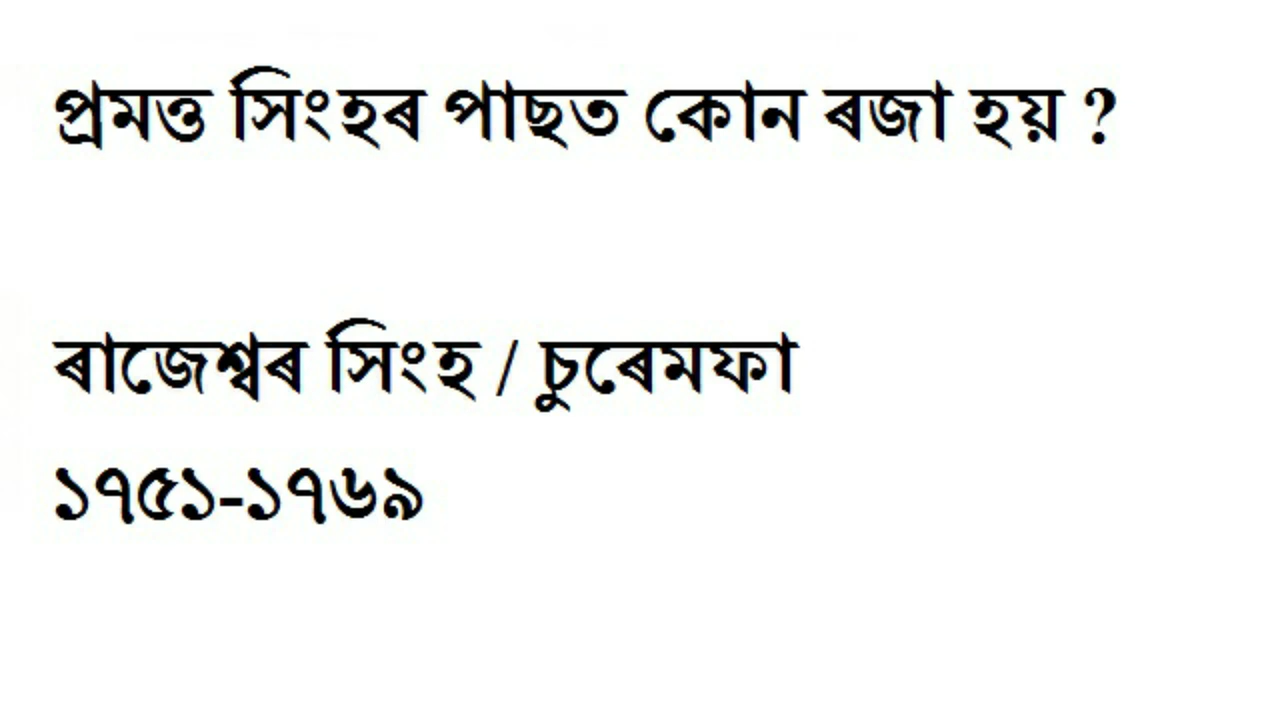 প্ৰমত্ত সিংহৰ পাছত কোন ৰজা হয় ?
ৰাজেশ্বৰ সিংহ / চুৰেমফা
১৭৫১-১৭৬৯